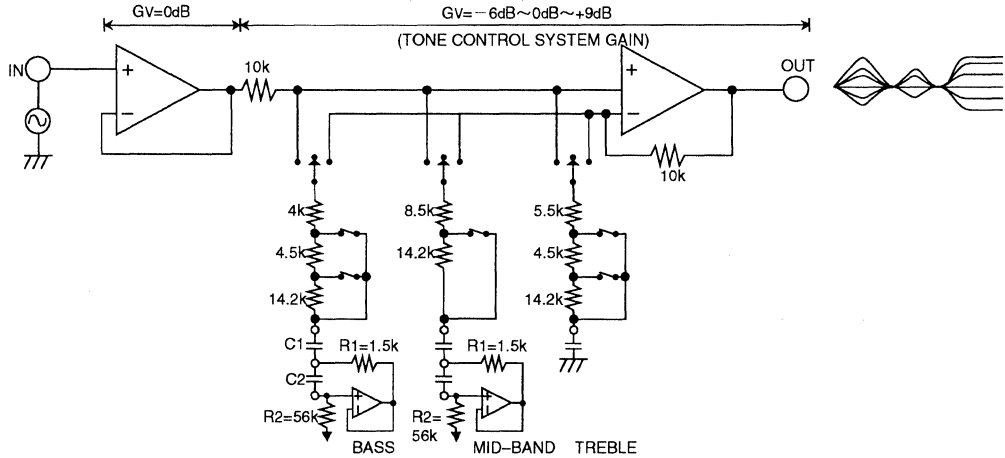 GV=0dB
GV=−6dB~0dB~+9dB
(TONE CONTROL SYSTEM GAIN)
IN
10k
OUT
10k
4k
8.5k
5.5k
4.5k
14.2k
4.5k
14.2k
14.2k
C1
R1=1.5k
R1=1.5k
C2
R2=56k
R2=
56k
BASS
MID−BAND
TREBLE